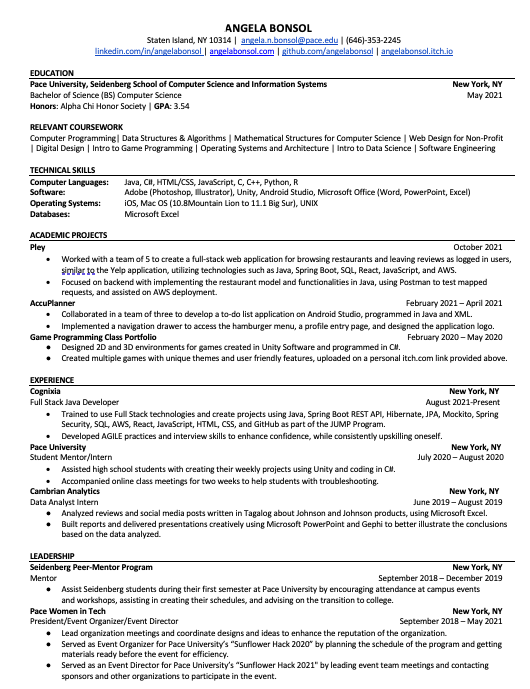 ANGELA BONSOL
Staten Island, NY 10314 | angela.n.bonsol@pace.edu | (646)-353-2245
linkedin.com/in/angelabonsol | angelabonsol.com | github.com/angelabonsol | angelabonsol.itch.io
EDUCATION
Pace University, Seidenberg School of Computer Science and Information Systems New York, NY
Bachelor of Science (BS) Computer Science May 2021
Honors: Alpha Chi Honor Society | GPA: 3.54
RELEVANT COURSEWORK
Computer Programming| Data Structures & Algorithms | Mathematical Structures for Computer Science | Web Design for Non-Profit
| Digital Design | Intro to Game Programming | Operating Systems and Architecture | Intro to Data Science | Software Engineering
TECHNICAL SKILLS
Computer Languages: Java, C#, HTML/CSS, JavaScript, C, C++, Python, R
Software: Adobe (Photoshop, Illustrator), Unity, Android Studio, Microsoft Office (Word, PowerPoint, Excel)
Operating Systems: iOS, Mac OS (10.8Mountain Lion to 11.1 Big Sur), UNIX
Databases: Microsoft Excel
ACADEMIC PROJECTS
Pley October 2021
• Worked with a team of 5 to create a full-stack web application for browsing restaurants and leaving reviews as logged in users,
similar to the Yelp application, utilizing technologies such as Java, Spring Boot, SQL, React, JavaScript, and AWS.
• Focused on backend with implementing the restaurant model and functionalities in Java, using Postman to test mapped
requests, and assisted on AWS deployment.
AccuPlanner February 2021 – April 2021
• Collaborated in a team of three to develop a to-do list application on Android Studio, programmed in Java and XML.
• Implemented a navigation drawer to access the hamburger menu, a profile entry page, and designed the application logo.
Game Programming Class Portfolio February 2020 – May 2020
• Designed 2D and 3D environments for games created in Unity Software and programmed in C#.
• Created multiple games with unique themes and user friendly features, uploaded on a personal itch.com link provided above.
EXPERIENCE
Cognixia New York, NY
Full Stack Java Developer August 2021-Present
• Trained to use Full Stack technologies and create projects using Java, Spring Boot REST API, Hibernate, JPA, Mockito, Spring
Security, SQL, AWS, React, JavaScript, HTML, CSS, and GitHub as part of the JUMP Program.
• Developed AGILE practices and interview skills to enhance confidence, while consistently upskilling oneself.
Pace University New York, NY
Student Mentor/Intern July 2020 – August 2020
• Assisted high school students with creating their weekly projects using Unity and coding in C#.
• Accompanied online class meetings for two weeks to help students with troubleshooting.
Cambrian Analytics New York, NY
Data Analyst Intern June 2019 – August 2019
• Analyzed reviews and social media posts written in Tagalog about Johnson and Johnson products, using Microsoft Excel.
• Built reports and delivered presentations creatively using Microsoft PowerPoint and Gephi to better illustrate the conclusions
based on the data analyzed.
LEADERSHIP
Seidenberg Peer-Mentor Program New York, NY
Mentor September 2018 – December 2019
• Assist Seidenberg students during their first semester at Pace University by encouraging attendance at campus events
and workshops, assisting in creating their schedules, and advising on the transition to college.
Pace Women in Tech New York, NY
President/Event Organizer/Event Director September 2018 – May 2021
• Lead organization meetings and coordinate designs and ideas to enhance the reputation of the organization.
• Served as Event Organizer for Pace University's "Sunflower Hack 2020" by planning the schedule of the program and getting
materials ready before the event for efficiency.
• Served as an Event Director for Pace University's "Sunflower Hack 2021" by leading event team meetings and contacting
sponsors and other organizations to participate in the event.